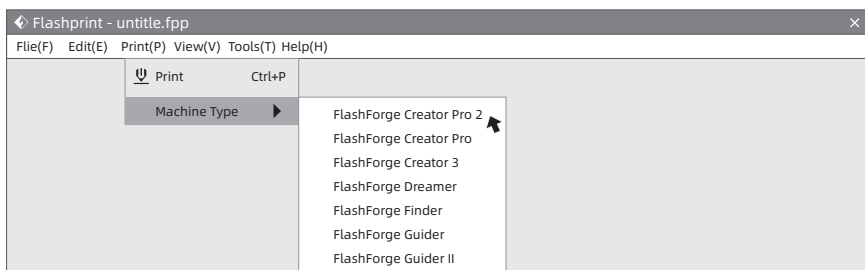 Flashprint - untitle.fpp
Flie(F) Edit(E) Print(P) View(V) Tools(T) Help(H)
Print Ctrl+P
Machine Type
FlashForge Creator Pro 2
FlashForge Creator Pro
FlashForge Creator 3
FlashForge Dreamer
FlashForge Finder
FlashForge Guider
FlashForge Guider II